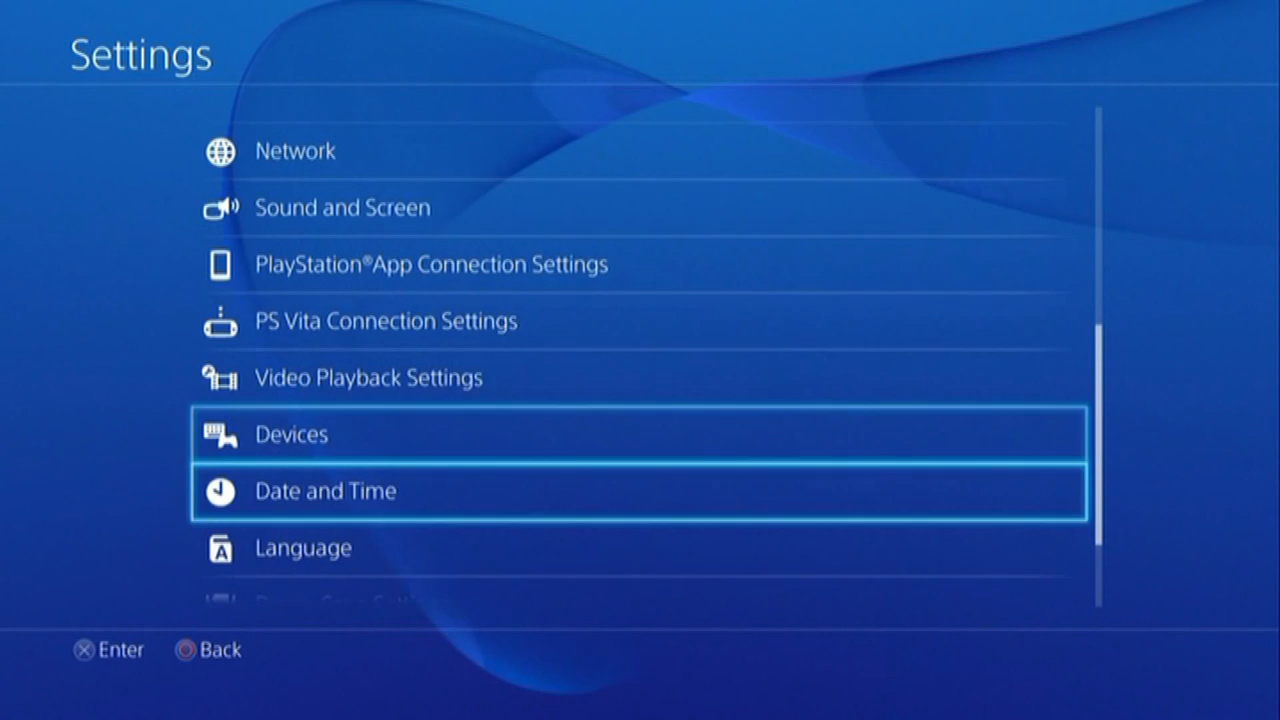 Settings
Network
Sound and Screen
PlayStation®App Connection Settings
PS Vita Connection Settings
Video Playback Settings
Devices
Date and Time
Language
Enter Back